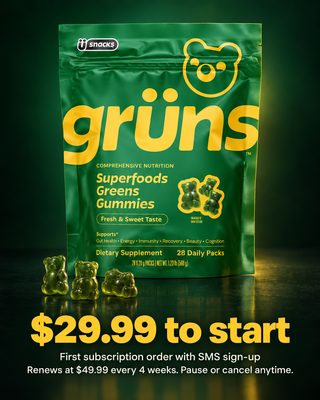 snacks
grüns
™
COMPREHENSIVE NUTRITION
Superfoods
Greens
Gummies
Fresh & Sweet Taste
Supports*
Gut Health • Energy • Immunity • Recovery • Beauty • Cognition
Dietary Supplement 28 Daily Packs
$29.99 to start
First subscription order with SMS sign-up
Renews at $49.99 every 4 weeks. Pause or cancel anytime.